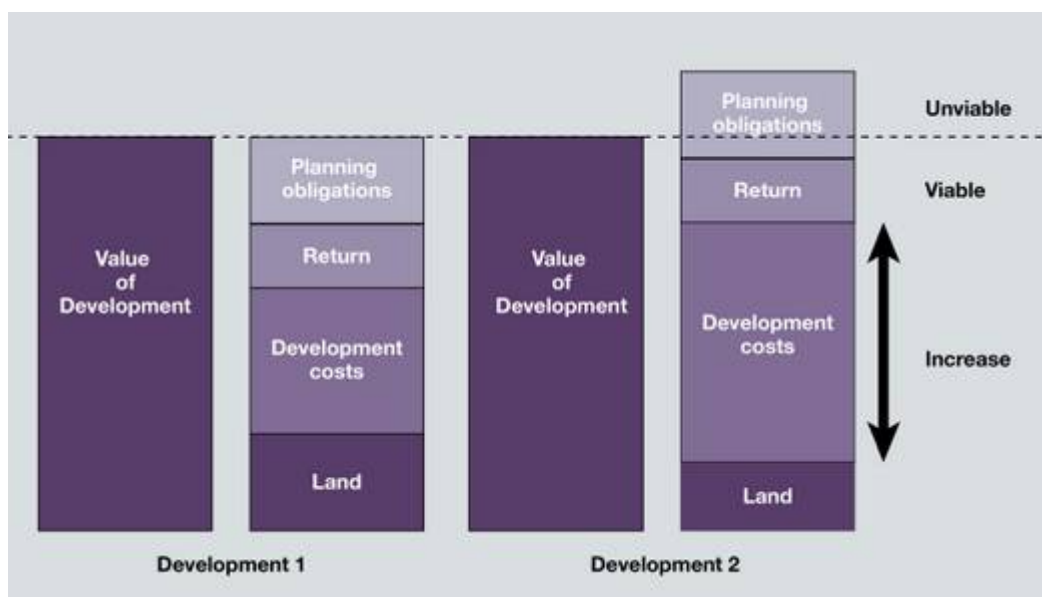 Value
of
Development
Planning
obligations
Return
Development
costs
Land
Development 1
Value
of
Development
Planning
obligations
Return
Development
costs
Land
Development 2
Unviable
Viable
Increase